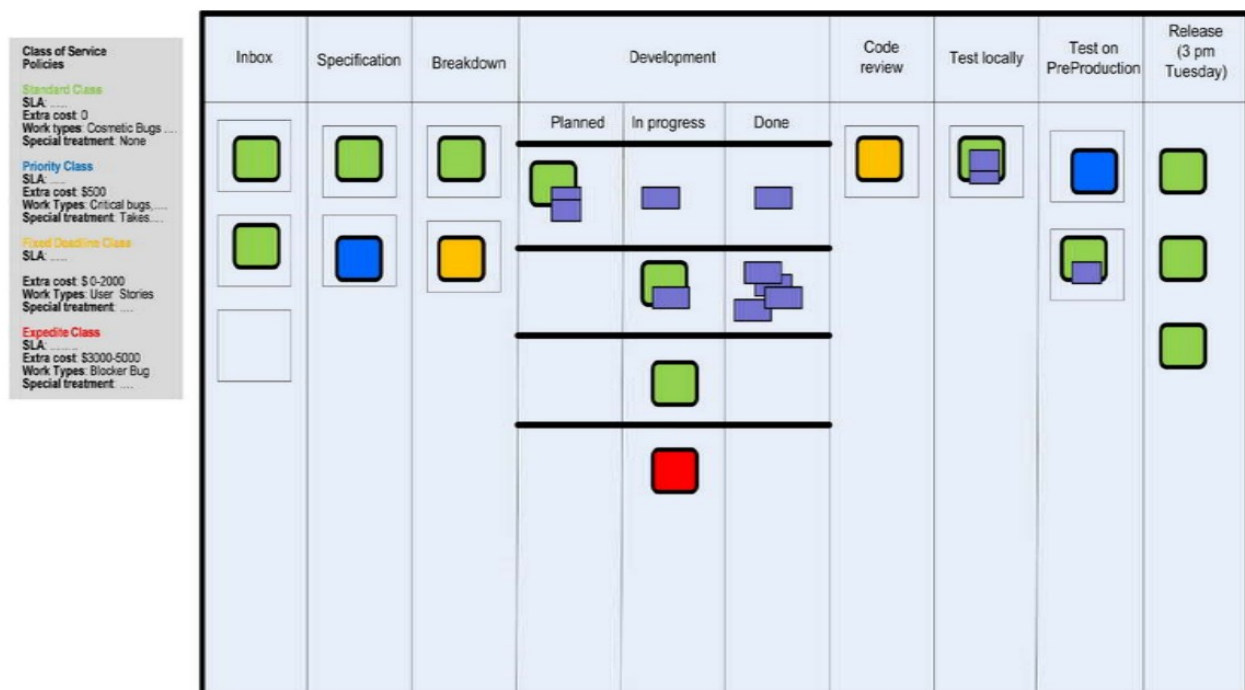 Class of Service
Policies
Standard Class
SLA: .....
Extra cost: 0
Work types: Cosmetic Bugs ....
Special treatment: None
Priority Class
SLA: .....
Extra cost: $500
Work Types: Critical bugs, ....
Special treatment: Takes....
Fixed Deadline Class
SLA: .....
Extra cost: $ 0-2000
Work Types: User Stories
Special treatment: ....
Expedite Class
SLA: ........
Extra cost: $3000-5000
Work Types: Blocker Bug
Special treatment: ....
Inbox
Specification
Breakdown
Development
Code
review
Test locally
Test on
PreProduction
Release
(3 pm
Tuesday)
Planned
In progress
Done